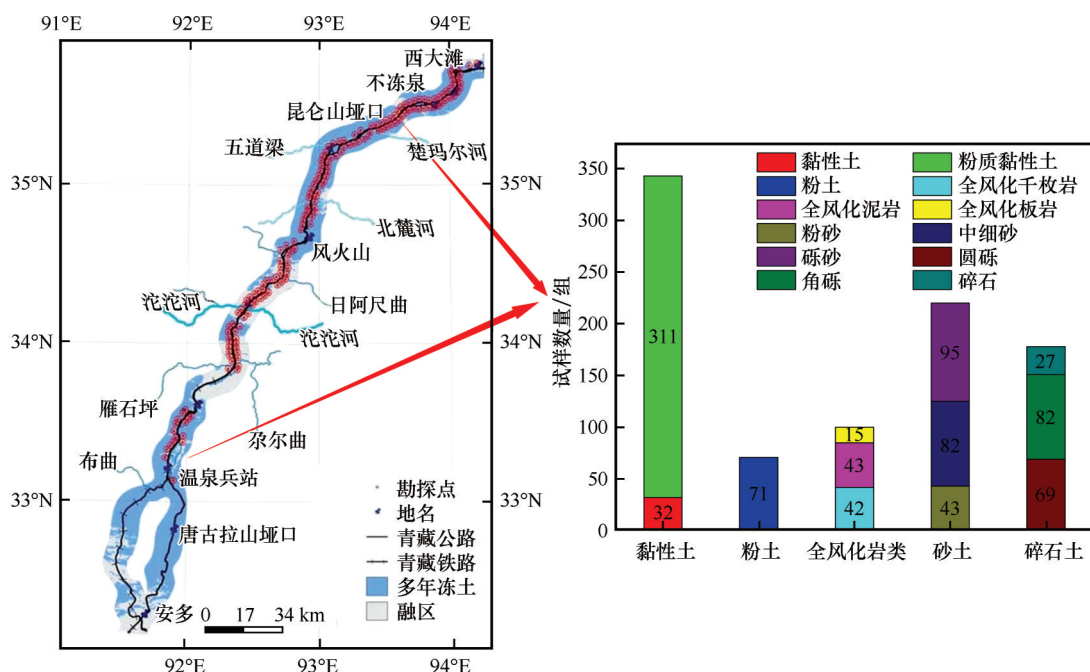 91°E 92°E 93°E 94°E
西大滩
不冻泉
昆仑山垭口
五道梁
楚玛尔河
35°N 35°N
北麓河
风火山
日阿尺曲
沱沱河
沱沱河
34°N 34°N
雁石坪
尕尔曲
布曲
温泉兵站
33°N 33°N
唐古拉山垭口
安多
勘探点
地名
青藏公路
青藏铁路
多年冻土
融区
0 17 34 km
92°E 93°E 94°E
试样数量/组
350
300
250
200
150
100
50
0
黏性土 粉质黏性土
粉土 全风化千枚岩
全风化泥岩 全风化板岩
粉砂 中细砂
砾砂 圆砾
角砾 碎石
311
32
71
15
43
42
95
82
43
27
82
69
黏性土 粉土 全风化岩类 砂土 碎石土